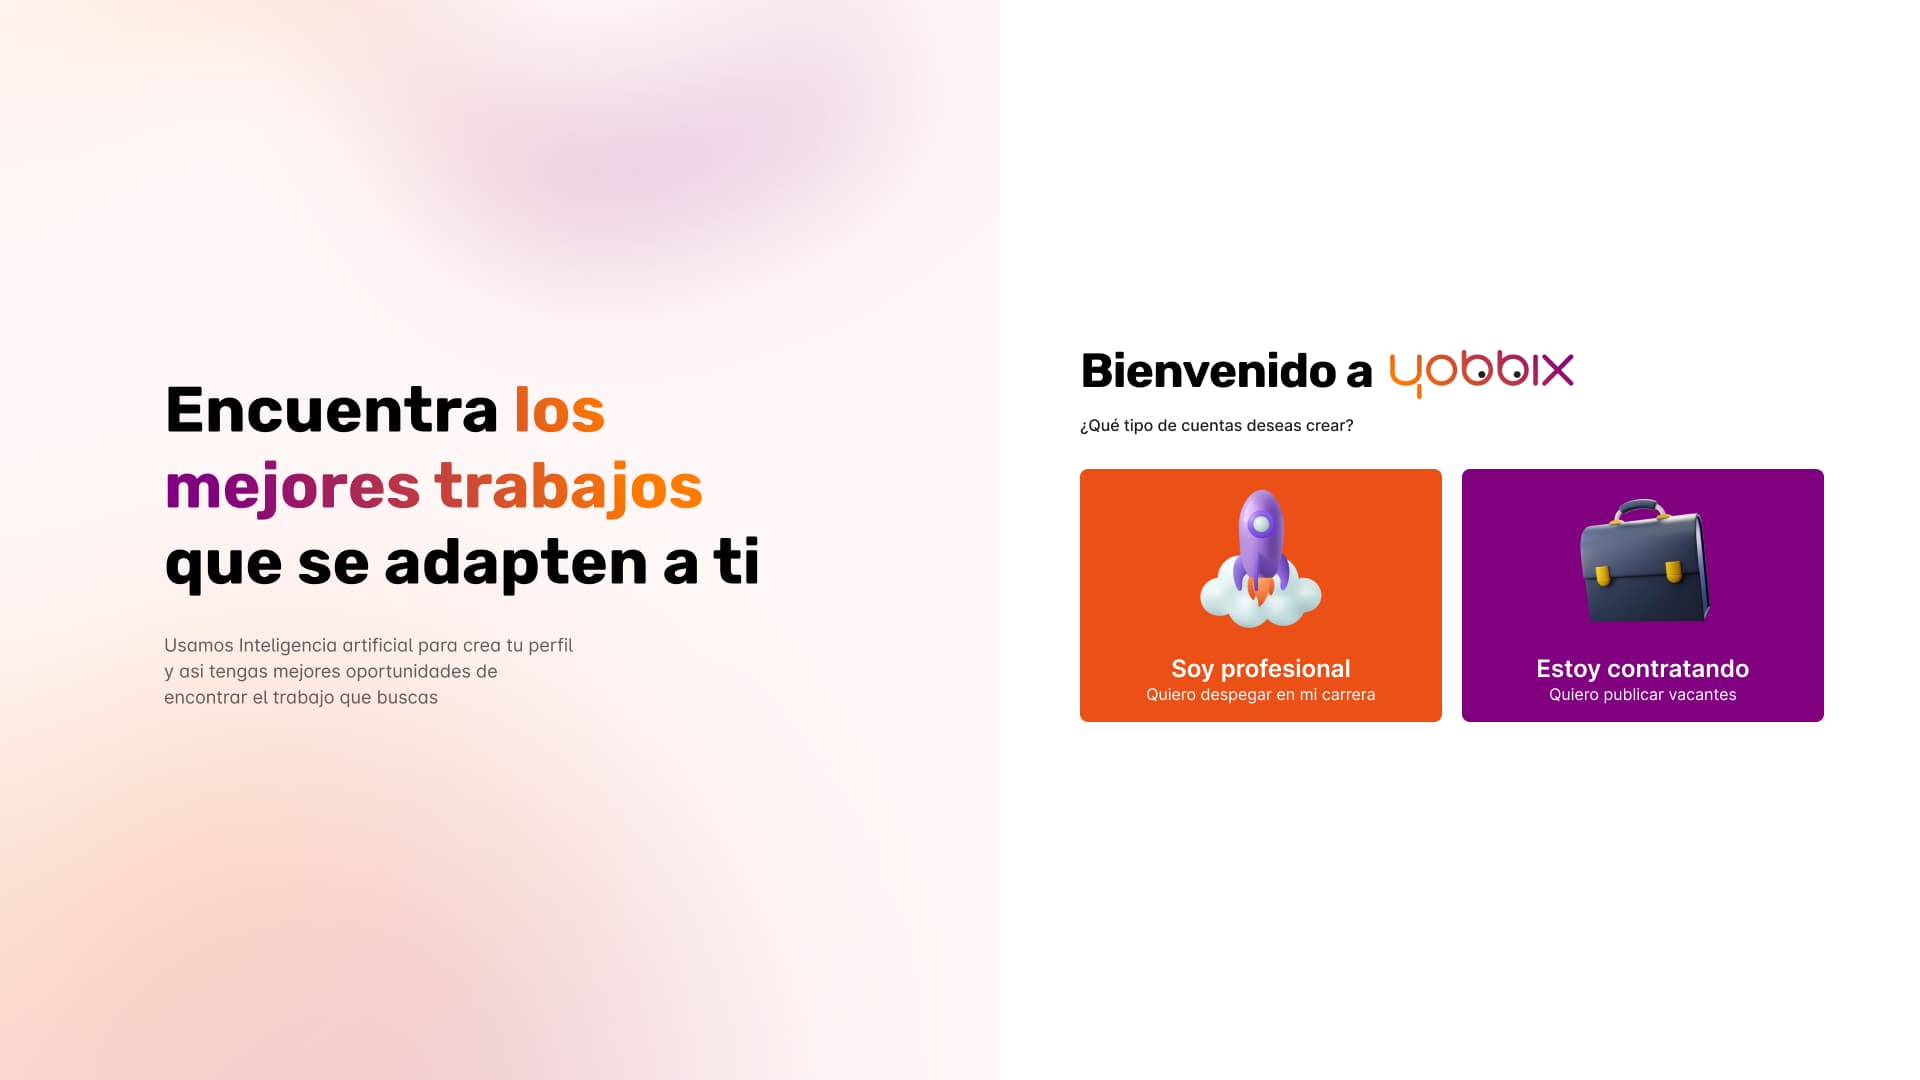 Encuentra los
mejores trabajos
que se adapten a ti
Usamos Inteligencia artificial para crea tu perfil
y asi tengas mejores oportunidades de
encontrar el trabajo que buscas
Bienvenido a yobbix
¿Qué tipo de cuentas deseas crear?
Soy profesional
Quiero despegar en mi carrera
Estoy contratando
Quiero publicar vacantes